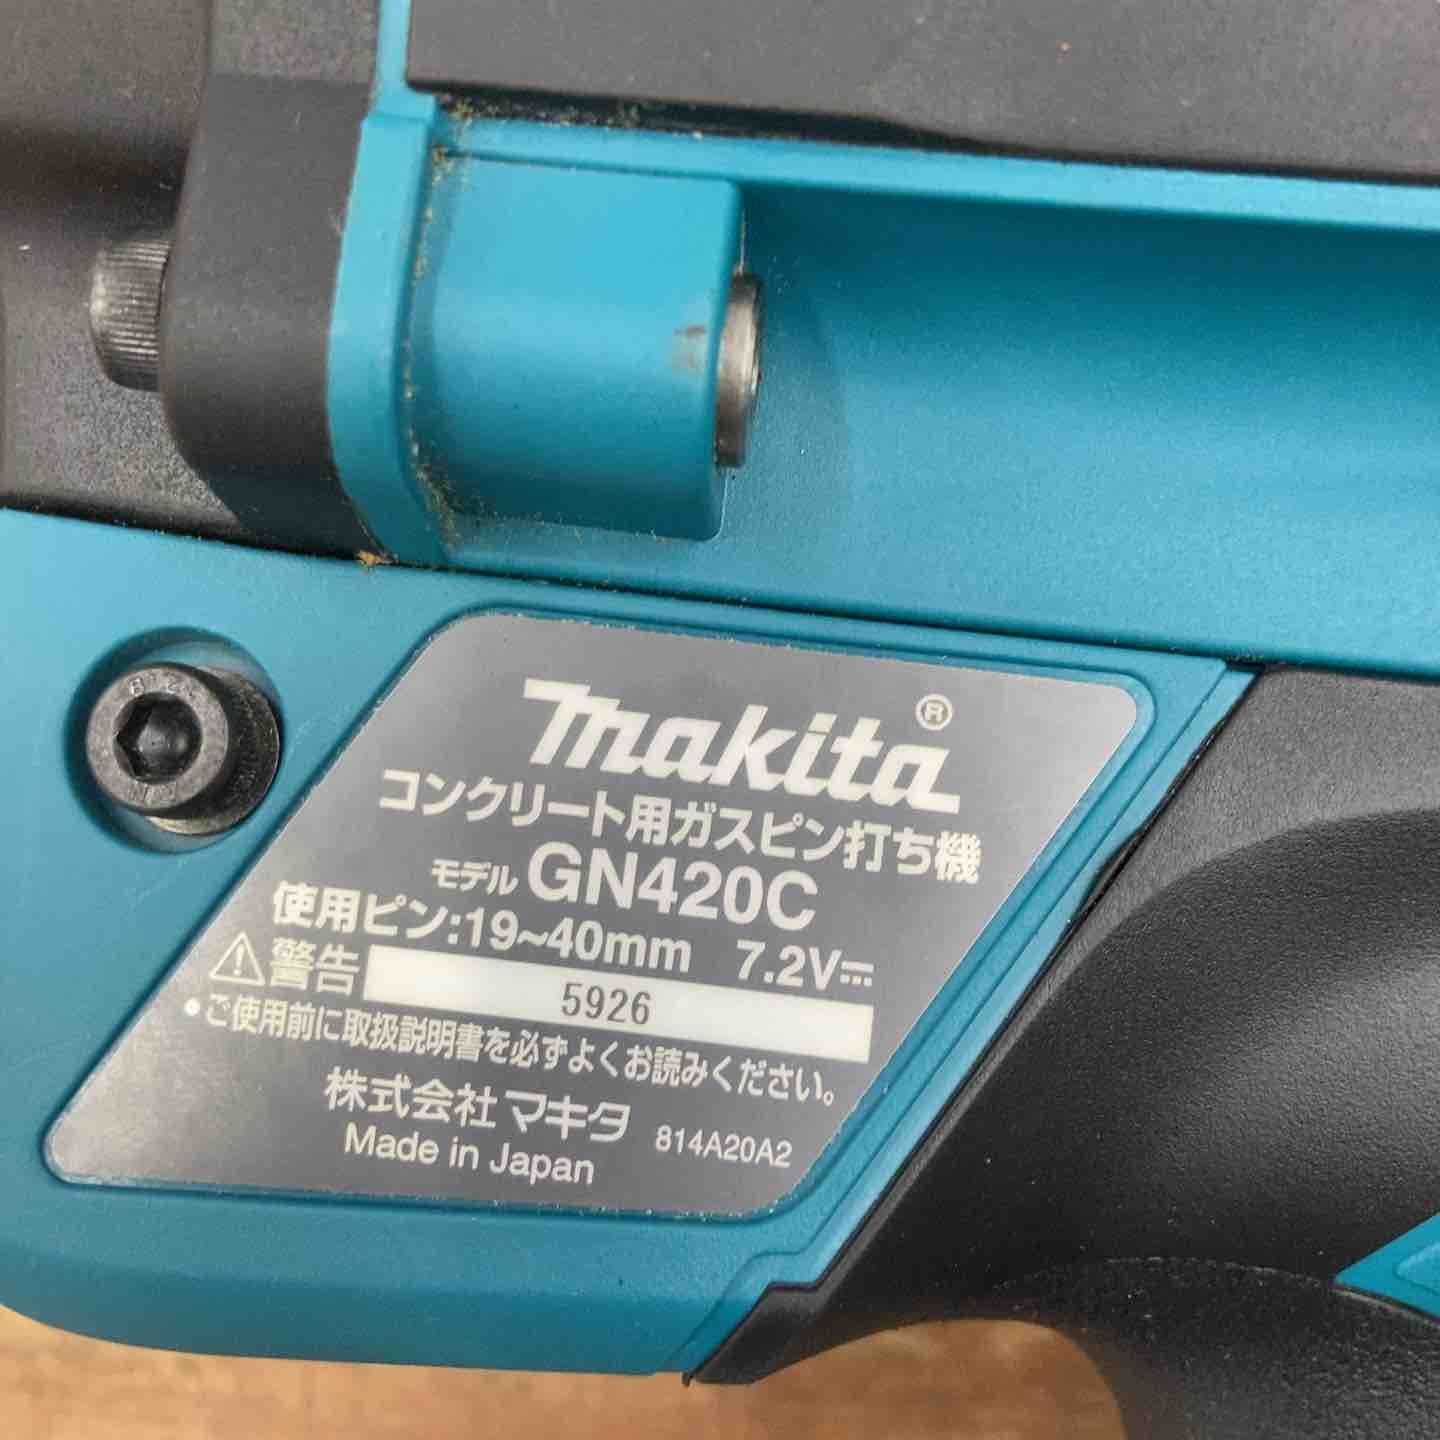 makita®
コンクリート用ガスピン打ち機
モデル GN420C
使用ピン:19~40mm 7.2V
警告 5926
•ご使用前に取扱説明書を必ずよくお読みください。
株式会社マキタ 814A20A2
Made in Japan